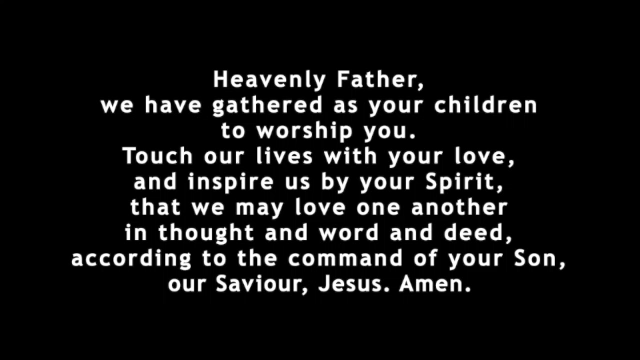 Heavenly Father,
we have gathered as your children
to worship you.
Touch our lives with your love,
and inspire us by your Spirit,
that we may love one another
in thought and word and deed,
according to the command of your Son,
our Saviour, Jesus. Amen.